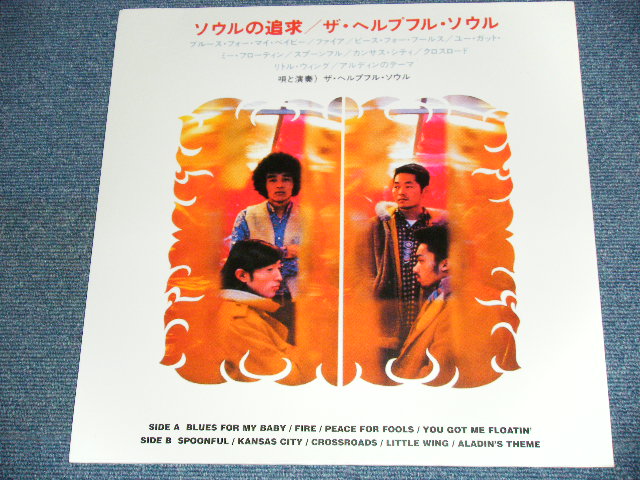 ソウルの追求／ザ・ヘルプフル・ソウル
ブルース・フォー・マイ・ベイビー／ファイア／ピース・フォー・フールス／ユー・ガット・
ミー・フローティン／スプーンフル／カンサス・シティ／クロスロード
リトル・ウィング／アルディンのテーマ
唄と演奏）ザ・ヘルプフル・ソウル
SIDE A BLUES FOR MY BABY / FIRE / PEACE FOR FOOLS / YOU GOT ME FLOATIN'
SIDE B SPOONFUL / KANSAS CITY / CROSSROADS / LITTLE WING / ALADIN'S THEME